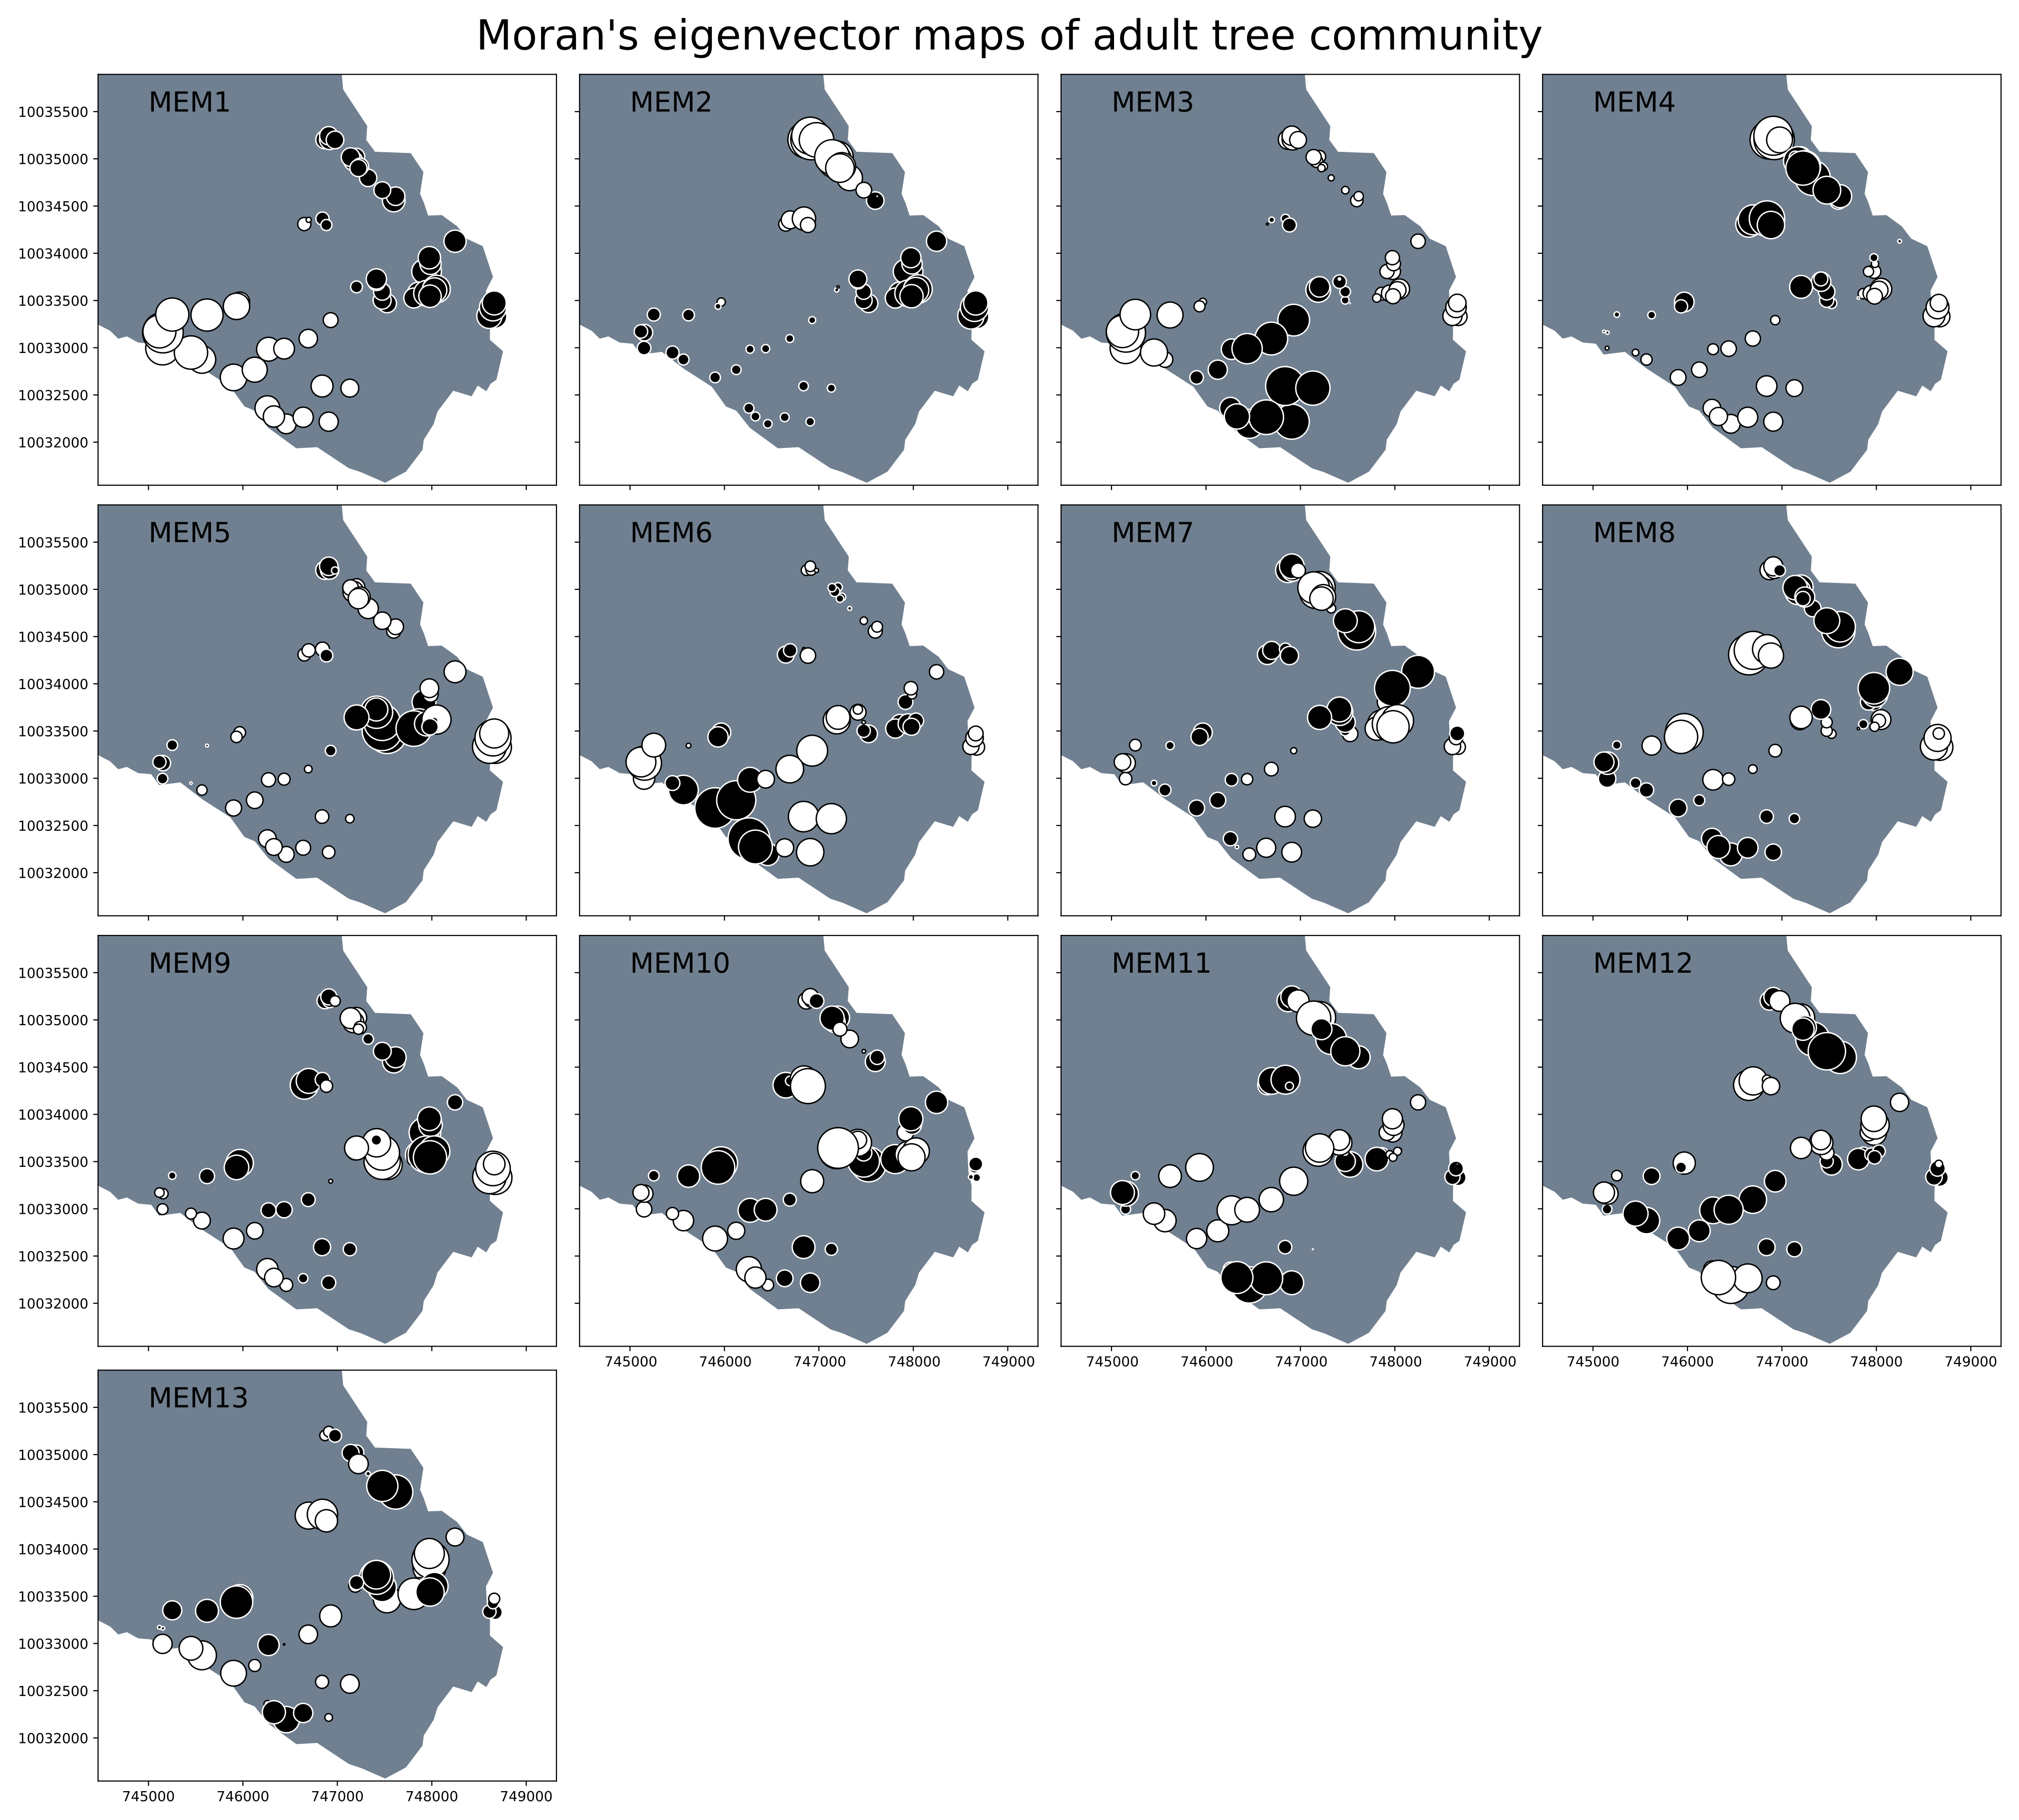 Moran's eigenvector maps of adult tree community
MEM1
MEM2
MEM3
MEM4
10035500
10035000
10034500
10034000
10033500
10033000
10032500
10032000
MEM5
MEM6
MEM7
MEM8
10035500
10035000
10034500
10034000
10033500
10033000
10032500
10032000
MEM9
MEM10
MEM11
MEM12
10035500
10035000
10034500
10034000
10033500
10033000
10032500
10032000
745000 746000 747000 748000 749000
745000 746000 747000 748000 749000
745000 746000 747000 748000 749000
MEM13
10035500
10035000
10034500
10034000
10033500
10033000
10032500
10032000
745000 746000 747000 748000 749000